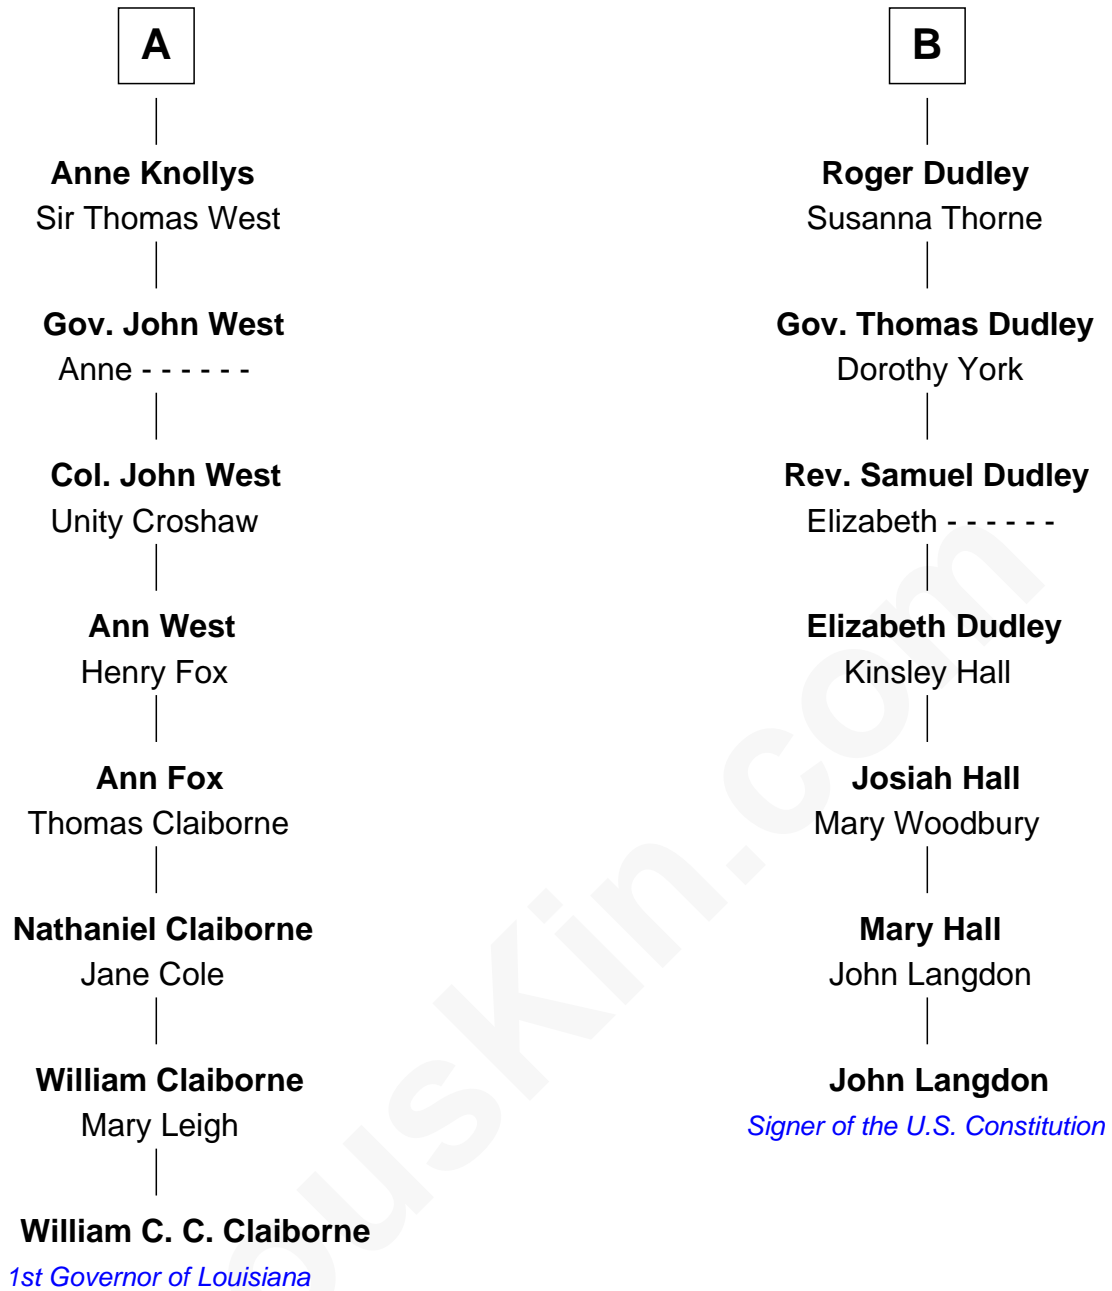 A
Anne Knollys
Sir Thomas West
Gov. John West
Anne - - - - - -
Col. John West
Unity Croshaw
Ann West
Henry Fox
Ann Fox
Thomas Claiborne
Nathaniel Claiborne
Jane Cole
William Claiborne
Mary Leigh
William C. C. Claiborne
1st Governor of Louisiana
B
Roger Dudley
Susanna Thorne
Gov. Thomas Dudley
Dorothy York
Rev. Samuel Dudley
Elizabeth - - - - - -
Elizabeth Dudley
Kinsley Hall
Josiah Hall
Mary Woodbury
Mary Hall
John Langdon
John Langdon
Signer of the U.S. Constitution
ousKin.com